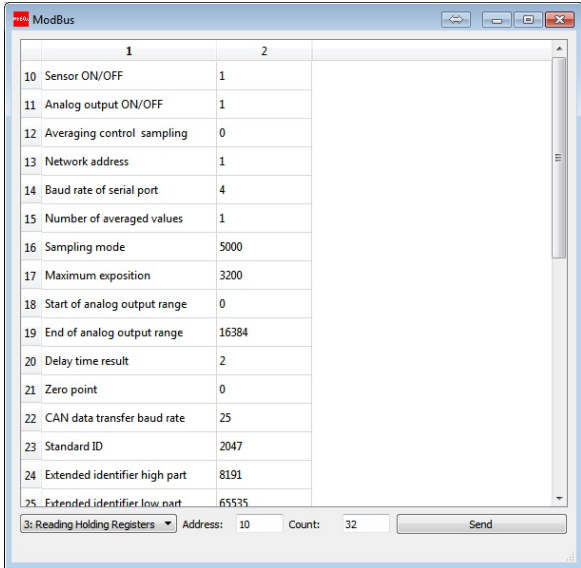 ModBus
1 2
10 Sensor ON/OFF 1
11 Analog output ON/OFF 1
12 Averaging control sampling 0
13 Network address 1
14 Baud rate of serial port 4
15 Number of averaged values 1
16 Sampling mode 5000
17 Maximum exposition 3200
18 Start of analog output range 0
19 End of analog output range 16384
20 Delay time result 2
21 Zero point 0
22 CAN data transfer baud rate 25
23 Standard ID 2047
24 Extended identifier high part 8191
25 Extended identifier low part 65535
3: Reading Holding Registers Address: 10 Count: 32 Send